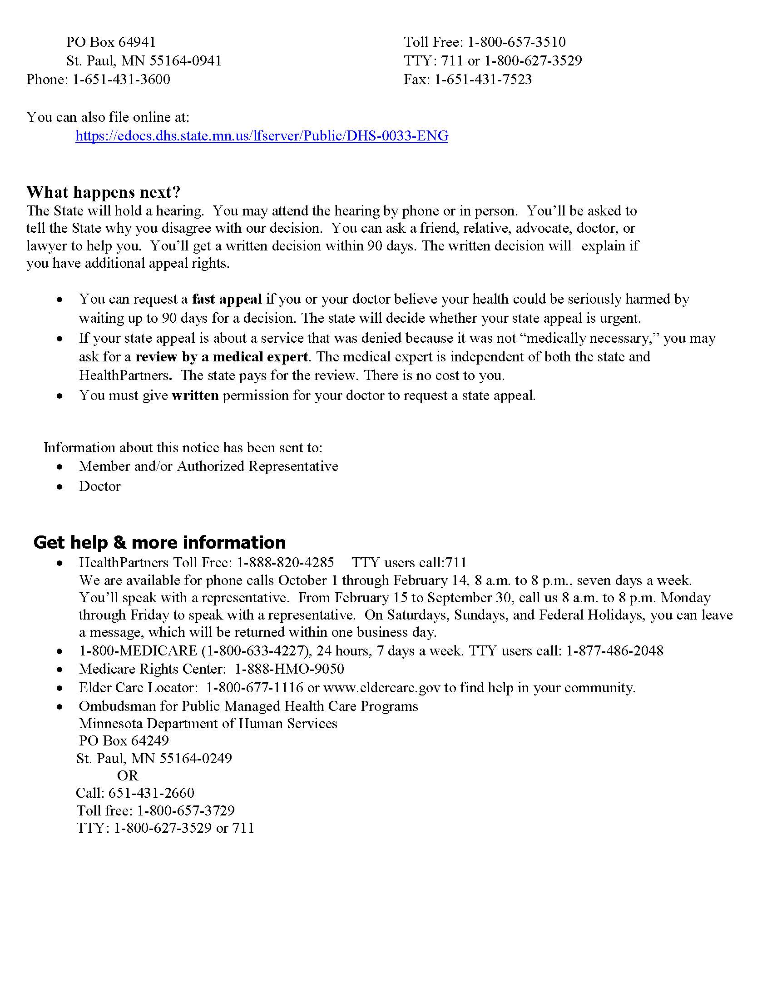 PO Box 64941
St. Paul, MN 55164-0941
Phone: 1-651-431-3600
Toll Free: 1-800-657-3510
TTY: 711 or 1-800-627-3529
Fax: 1-651-431-7523
You can also file online at:
https://edocs.dhs.state.mn.us/lfserver/Public/DHS-0033-ENG
What happens next?
The State will hold a hearing. You may attend the hearing by phone or in person. You’ll be asked to
tell the State why you disagree with our decision. You can ask a friend, relative, advocate, doctor, or
lawyer to help you. You’ll get a written decision within 90 days. The written decision will explain if
you have additional appeal rights.
• You can request a fast appeal if you or your doctor believe your health could be seriously harmed by
waiting up to 90 days for a decision. The state will decide whether your state appeal is urgent.
• If your state appeal is about a service that was denied because it was not “medically necessary,” you may
ask for a review by a medical expert. The medical expert is independent of both the state and
HealthPartners. The state pays for the review. There is no cost to you.
• You must give written permission for your doctor to request a state appeal.
Information about this notice has been sent to:
• Member and/or Authorized Representative
• Doctor
Get help & more information
• HealthPartners Toll Free: 1-888-820-4285 TTY users call:711
We are available for phone calls October 1 through February 14, 8 a.m. to 8 p.m., seven days a week.
You’ll speak with a representative. From February 15 to September 30, call us 8 a.m. to 8 p.m. Monday
through Friday to speak with a representative. On Saturdays, Sundays, and Federal Holidays, you can leave
a message, which will be returned within one business day.
• 1-800-MEDICARE (1-800-633-4227), 24 hours, 7 days a week. TTY users call: 1-877-486-2048
• Medicare Rights Center: 1-888-HMO-9050
• Elder Care Locator: 1-800-677-1116 or www.eldercare.gov to find help in your community.
• Ombudsman for Public Managed Health Care Programs
Minnesota Department of Human Services
PO Box 64249
St. Paul, MN 55164-0249
OR
Call: 651-431-2660
Toll free: 1-800-657-3729
TTY: 1-800-627-3529 or 711